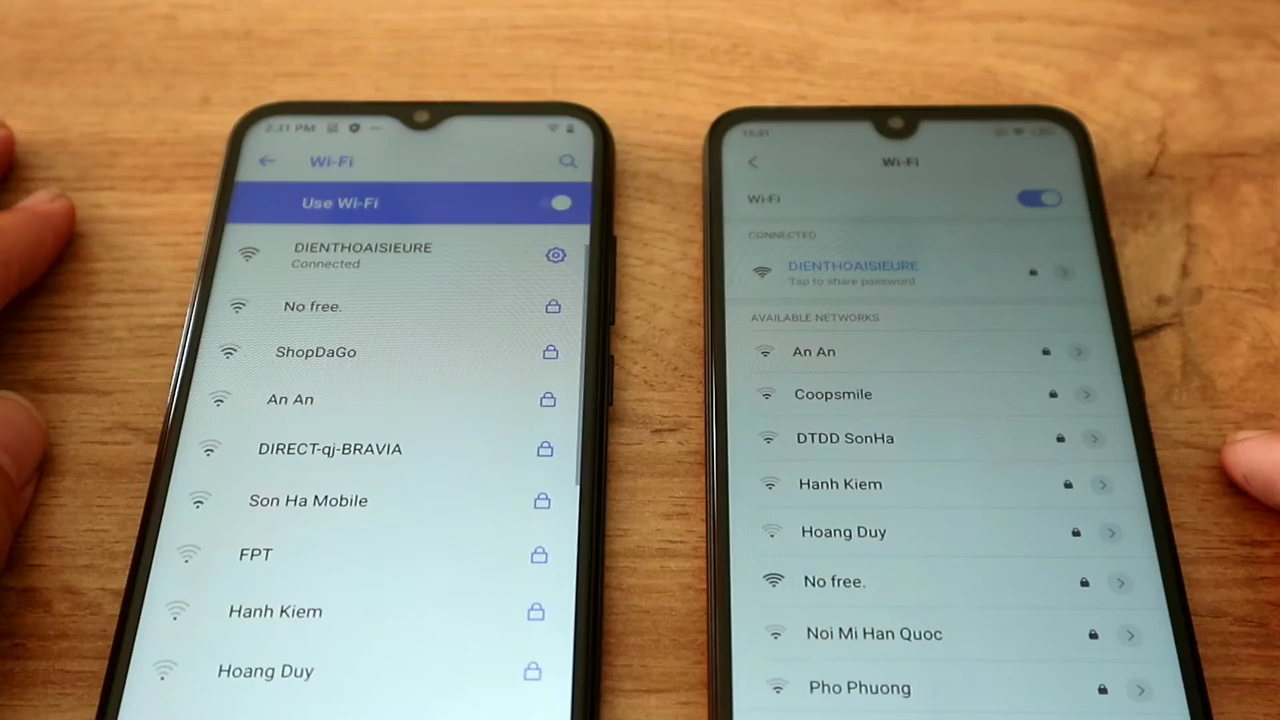 2:31 PM
Wi-Fi
Use Wi-Fi
DIENTHOAISIEURE
Connected
No free.
ShopDaGo
An An
DIRECT-qj-BRAVIA
Son Ha Mobile
FPT
Hanh Kiem
Hoang Duy
Wi-Fi
Wi-Fi
CONNECTED
DIENTHOAISIEURE
Tap to share password
AVAILABLE NETWORKS
An An
Coopsmile
DTDD SonHa
Hanh Kiem
Hoang Duy
No free.
Noi Mi Han Quoc
Pho Phuong